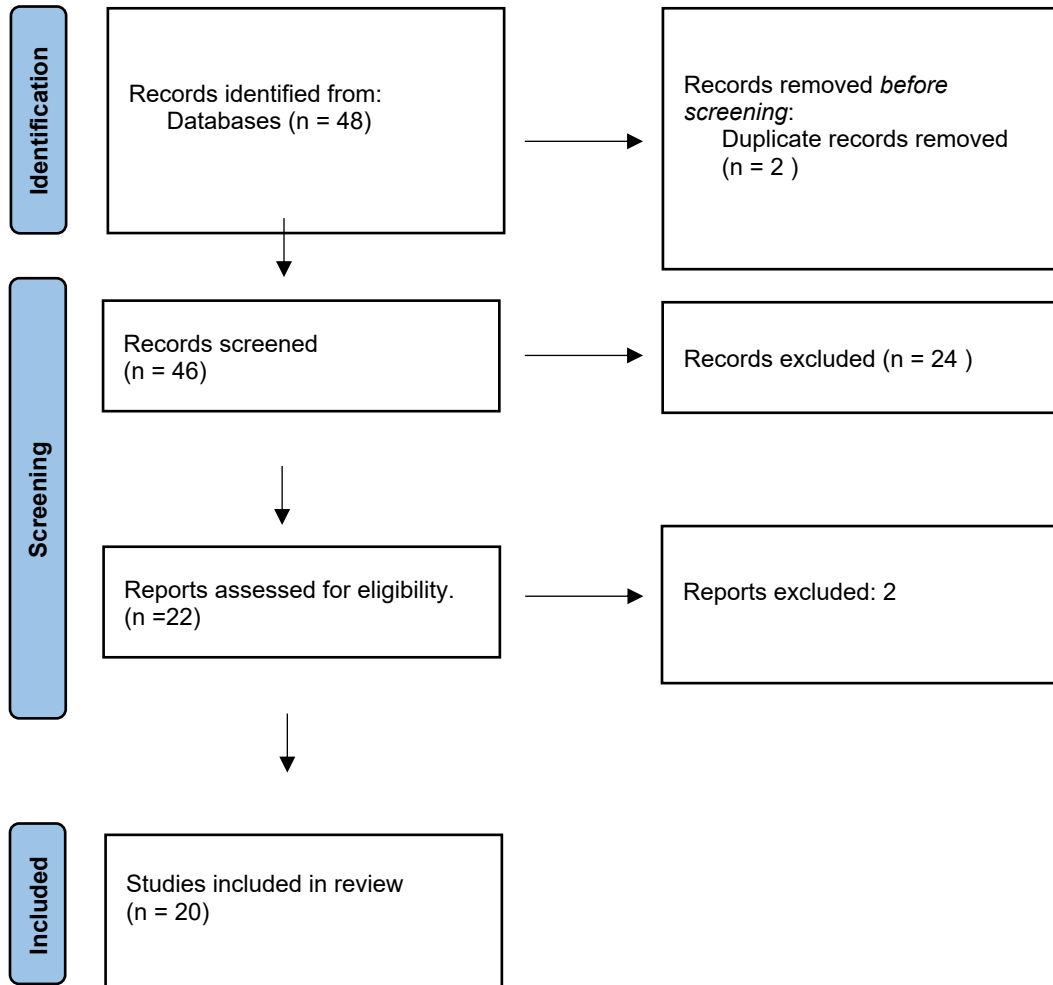 Identification
Records identified from:
Databases (n = 48)
Records removed before
screening:
Duplicate records removed
(n = 2 )
Screening
Records screened
(n = 46)
Records excluded (n = 24 )
Reports assessed for eligibility.
(n =22)
Reports excluded: 2
Included
Studies included in review
(n = 20)